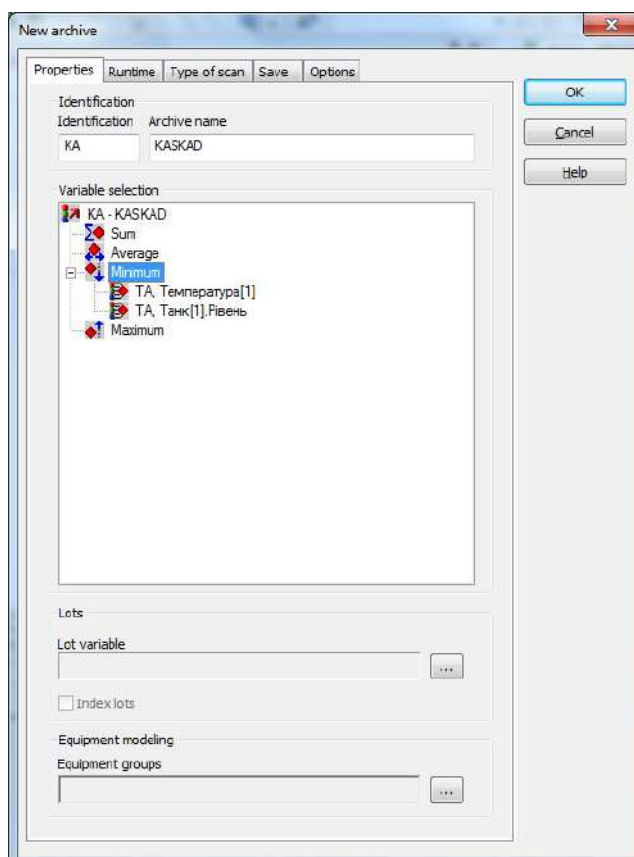 New archive
Properties Runtime Type of scan Save Options
OK
Cancel
Help
Identification
Identification Archive name
KA KASKAD
Variable selection
KA - KASKAD
Sum
Average
Minimum
TA, Температура[1]
TA, Танк[1].Рівень
Maximum
Lots
Lot variable
...
Index lots
Equipment modeling
Equipment groups
...